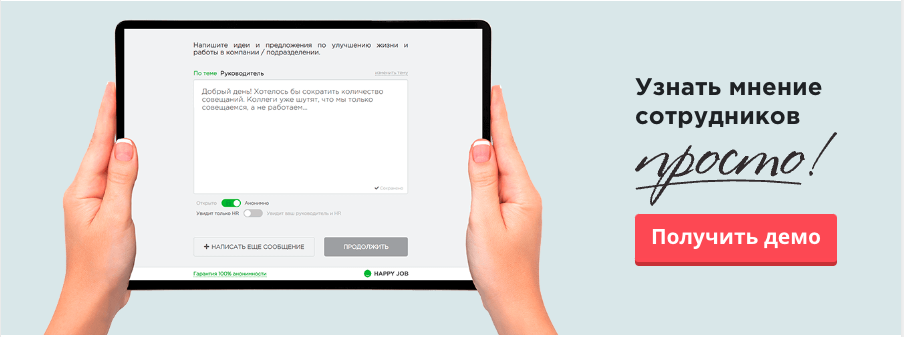 Напишите идеи и предложения по улучшению жизни и
работы в компании / подразделении.
По теме Руководитель
изменить тему
Добрый день! Хотелось бы сократить количество
совещаний. Коллеги уже шутят, что мы только
совещаемся, а не работаем...
Сохранено
Открыто Анонимно
Увидит только HR Увидит ваш руководитель и HR
+ НАПИСАТЬ ЕЩЕ СООБЩЕНИЕ
ПРОДОЛЖИТЬ
Гарантия 100% анонимности
HAPPY JOB
Узнать мнение
сотрудников
просто!
Получить демо